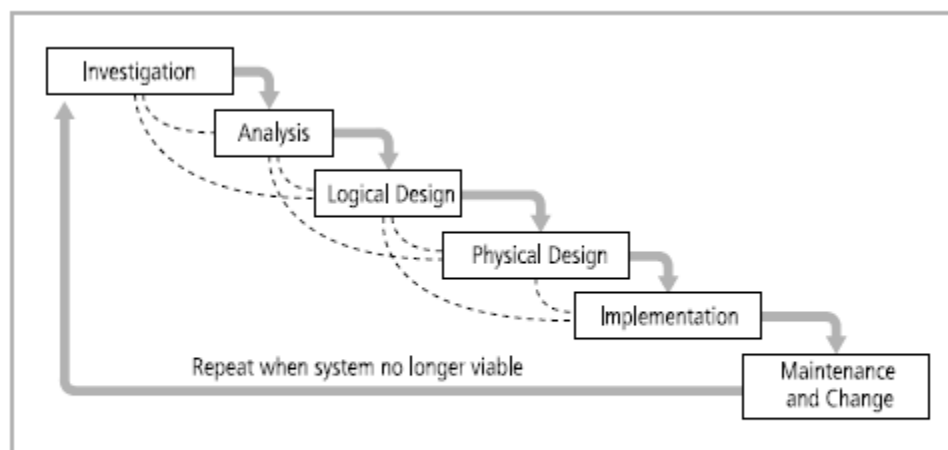 Investigation
Analysis
Logical Design
Physical Design
Implementation
Maintenance
and Change
Repeat when system no longer viable